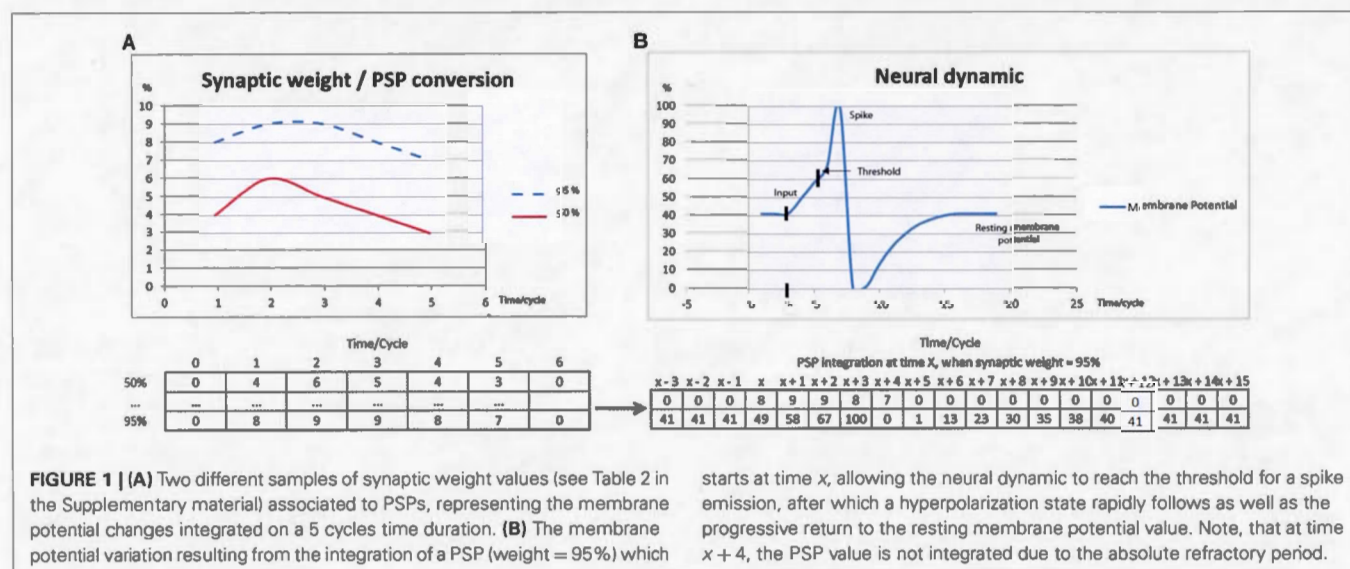 A
Synaptic weight / PSP conversion
%
10
9
8
7
6
5
4
3
2
1
0
0 1 2 3 4 5 6
Time/cycle
Time/Cycle
0 1 2 3 4 5 6
50% 0 4 6 5 4 3 0
... ... ... ... ... ... ...
95% 0 8 9 9 8 7 0
B
Neural dynamic
%
100
90
80
70
60
50
40
30
20
10
0
Spike
Threshold
Input
Resting membrane
potential
Membrane Potential
20 25
Time/cycle
Time/Cycle
PSP integration at time X, when synaptic weight = 95%
x - 3 x - 2 x - 1 x x + 1 x + 2 x + 3 x + 4 x + 5 x + 6 x + 7 x + 8 x + 9 x + 10 x + 11 x + 12 x + 13 x + 14 x + 15
0 0 0 8 9 9 8 7 0 0 0 0 0 0 0 0 0 0 0
41 41 41 49 58 67 100 0 1 13 23 30 35 38 40 41 41 41 41
FIGURE 1 | (A) Two different samples of synaptic weight values (see Table 2 in
the Supplementary material) associated to PSPs, representing the membrane
potential changes integrated on a 5 cycles time duration. (B) The membrane
potential variation resulting from the integration of a PSP (weight = 95%) which
starts at time x, allowing the neural dynamic to reach the threshold for a spike
emission, after which a hyperpolarization state rapidly follows as well as the
progressive return to the resting membrane potential value. Note, that at time
x + 4, the PSP value is not integrated due to the absolute refractory period.